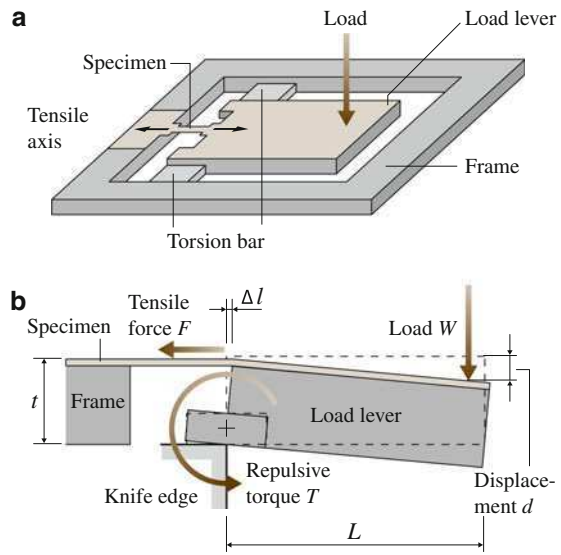 a
Load
Load lever
Specimen
Tensile
axis
Frame
Torsion bar
b
Δl
Tensile
force F
Specimen
Load W
t
Frame
Load lever
Repulsive
torque T
Knife edge
Displace-
ment d
L